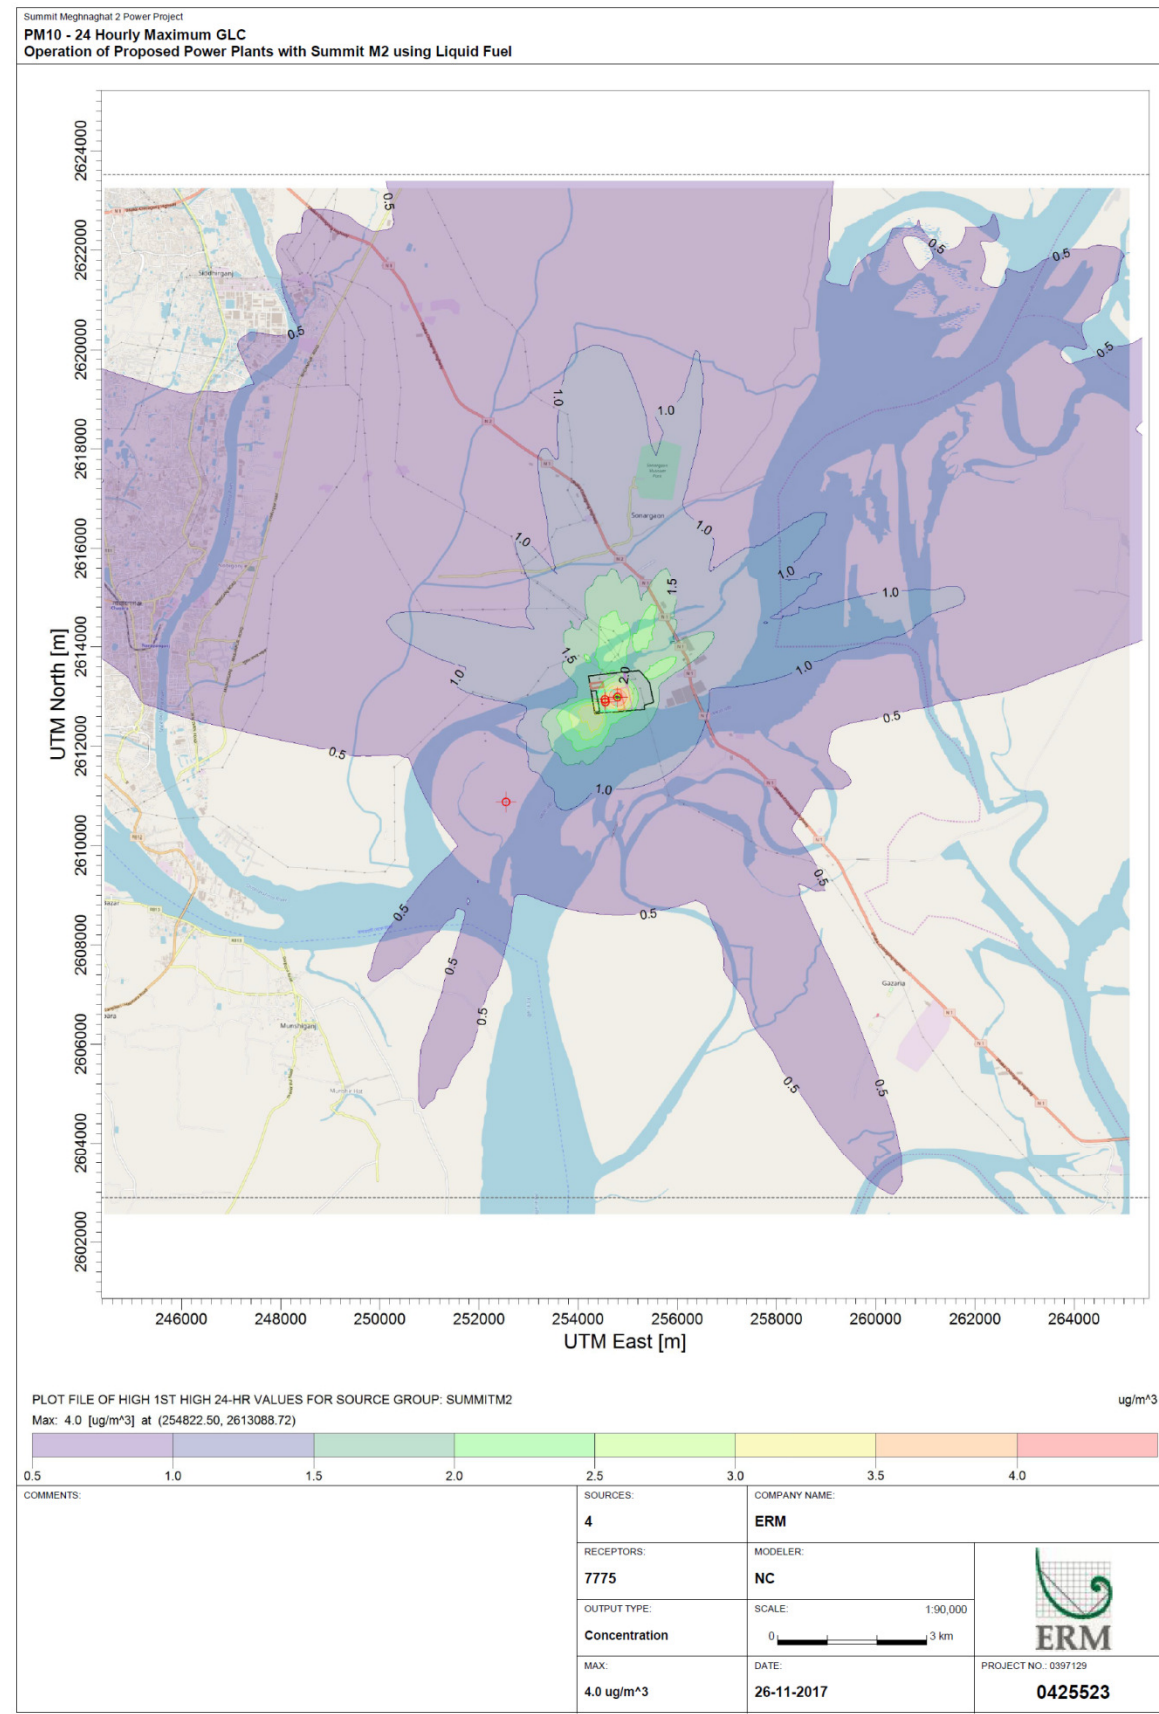 Summit Meghnaghat 2 Power Project
PM10 - 24 Hourly Maximum GLC
Operation of Proposed Power Plants with Summit M2 using Liquid Fuel
UTM North [m]
2624000
2622000
2620000
2618000
2616000
2614000
2612000
2610000
2608000
2606000
2604000
2602000
0.5
0.5
0.5
Siddhirganj
0.5
0.5
1.0
1.0
Sonargaon
1.0
1.0
1.0
1.5
1.0
1.5
1.0
2.0
1.0
0.5
0.5
1.0
0.5
0.5
0.5
0.5
Gazaria
0.5
Munshiganj
0.5
0.5
246000 248000 250000 252000 254000 256000 258000 260000 262000 264000
UTM East [m]
PLOT FILE OF HIGH 1ST HIGH 24-HR VALUES FOR SOURCE GROUP: SUMMITM2 ug/m^3
Max: 4.0 [ug/m^3] at (254822.50, 2613088.72)
0.5 1.0 1.5 2.0 2.5 3.0 3.5 4.0
COMMENTS:
SOURCES:
4
COMPANY NAME:
ERM
RECEPTORS:
7775
MODELER:
NC
OUTPUT TYPE:
Concentration
SCALE: 1:90,000
0 3 km
MAX:
4.0 ug/m^3
DATE:
26-11-2017
ERM
PROJECT NO.: 0397129
0425523